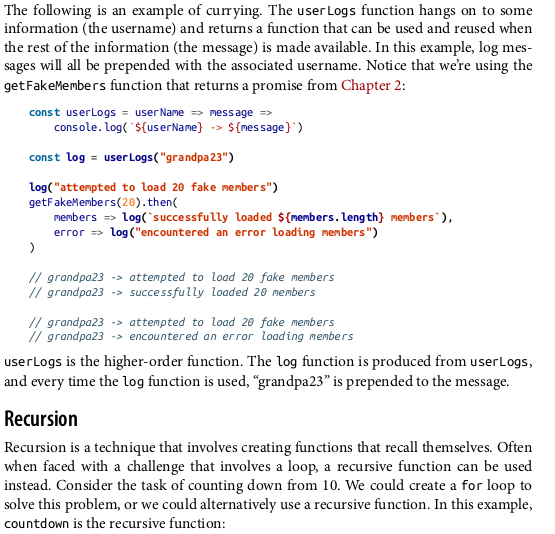 The following is an example of currying. The userLogs function hangs on to some
information (the username) and returns a function that can be used and reused when
the rest of the information (the message) is made available. In this example, log mes-
sages will all be prepended with the associated username. Notice that we're using the
getFakeMembers function that returns a promise from Chapter 2:
const userLogs = userName => message =>
    console.log(`${userName} -> ${message}`)
const log = userLogs("grandpa23")
log("attempted to load 20 fake members")
getFakeMembers(20).then(
    members => log(`successfully loaded ${members.length} members`),
    error => log("encountered an error loading members")
)
// grandpa23 -> attempted to load 20 fake members
// grandpa23 -> successfully loaded 20 members
// grandpa23 -> attempted to load 20 fake members
// grandpa23 -> encountered an error loading members
userLogs is the higher-order function. The log function is produced from userLogs,
and every time the log function is used, “grandpa23” is prepended to the message.
Recursion
Recursion is a technique that involves creating functions that recall themselves. Often
when faced with a challenge that involves a loop, a recursive function can be used
instead. Consider the task of counting down from 10. We could create a for loop to
solve this problem, or we could alternatively use a recursive function. In this example,
countdown is the recursive function: